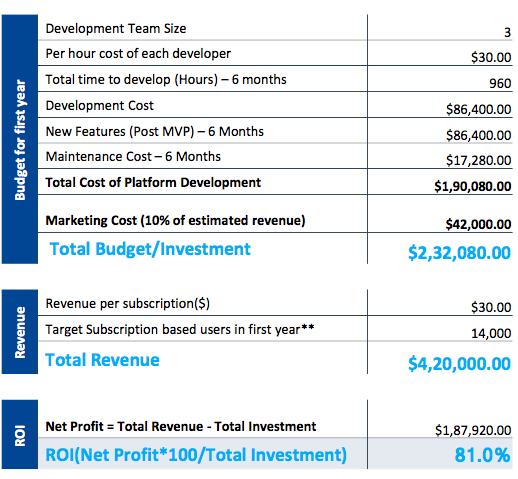 Budget for first year
Development Team Size 3
Per hour cost of each developer $30.00
Total time to develop (Hours) – 6 months 960
Development Cost $86,400.00
New Features (Post MVP) – 6 Months $86,400.00
Maintenance Cost – 6 Months $17,280.00
Total Cost of Platform Development $1,90,080.00
Marketing Cost (10% of estimated revenue) $42,000.00
Total Budget/Investment $2,32,080.00
Revenue
Revenue per subscription($) $30.00
Target Subscription based users in first year** 14,000
Total Revenue $4,20,000.00
ROI
Net Profit = Total Revenue - Total Investment $1,87,920.00
ROI(Net Profit*100/Total Investment) 81.0%